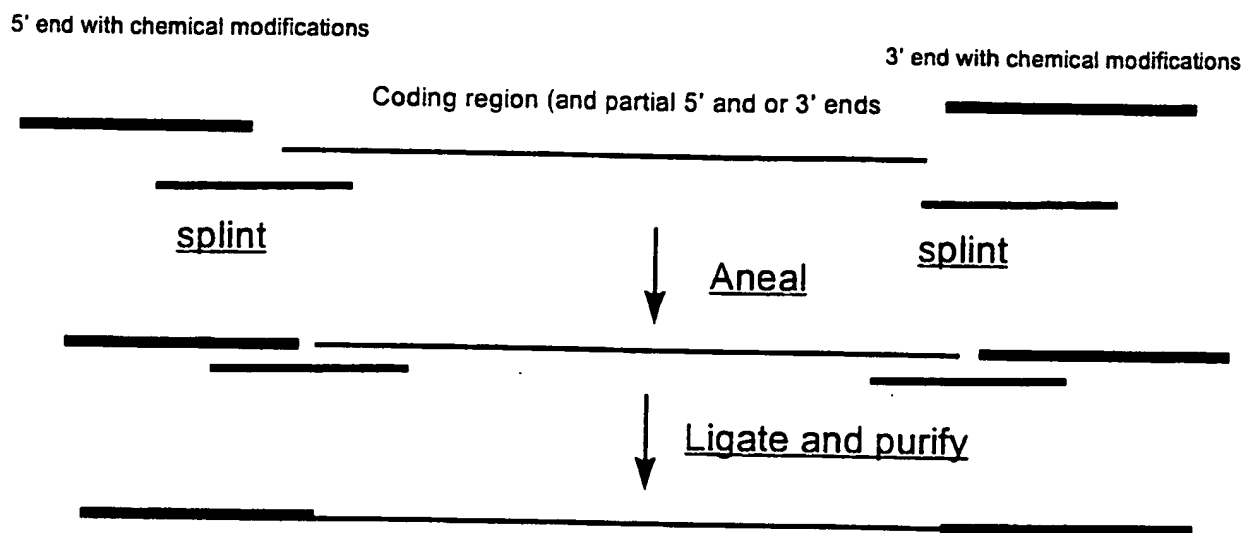 5' end with chemical modifications
3' end with chemical modifications
Coding region (and partial 5' and or 3' ends
splint
splint
Aneal
Ligate and purify